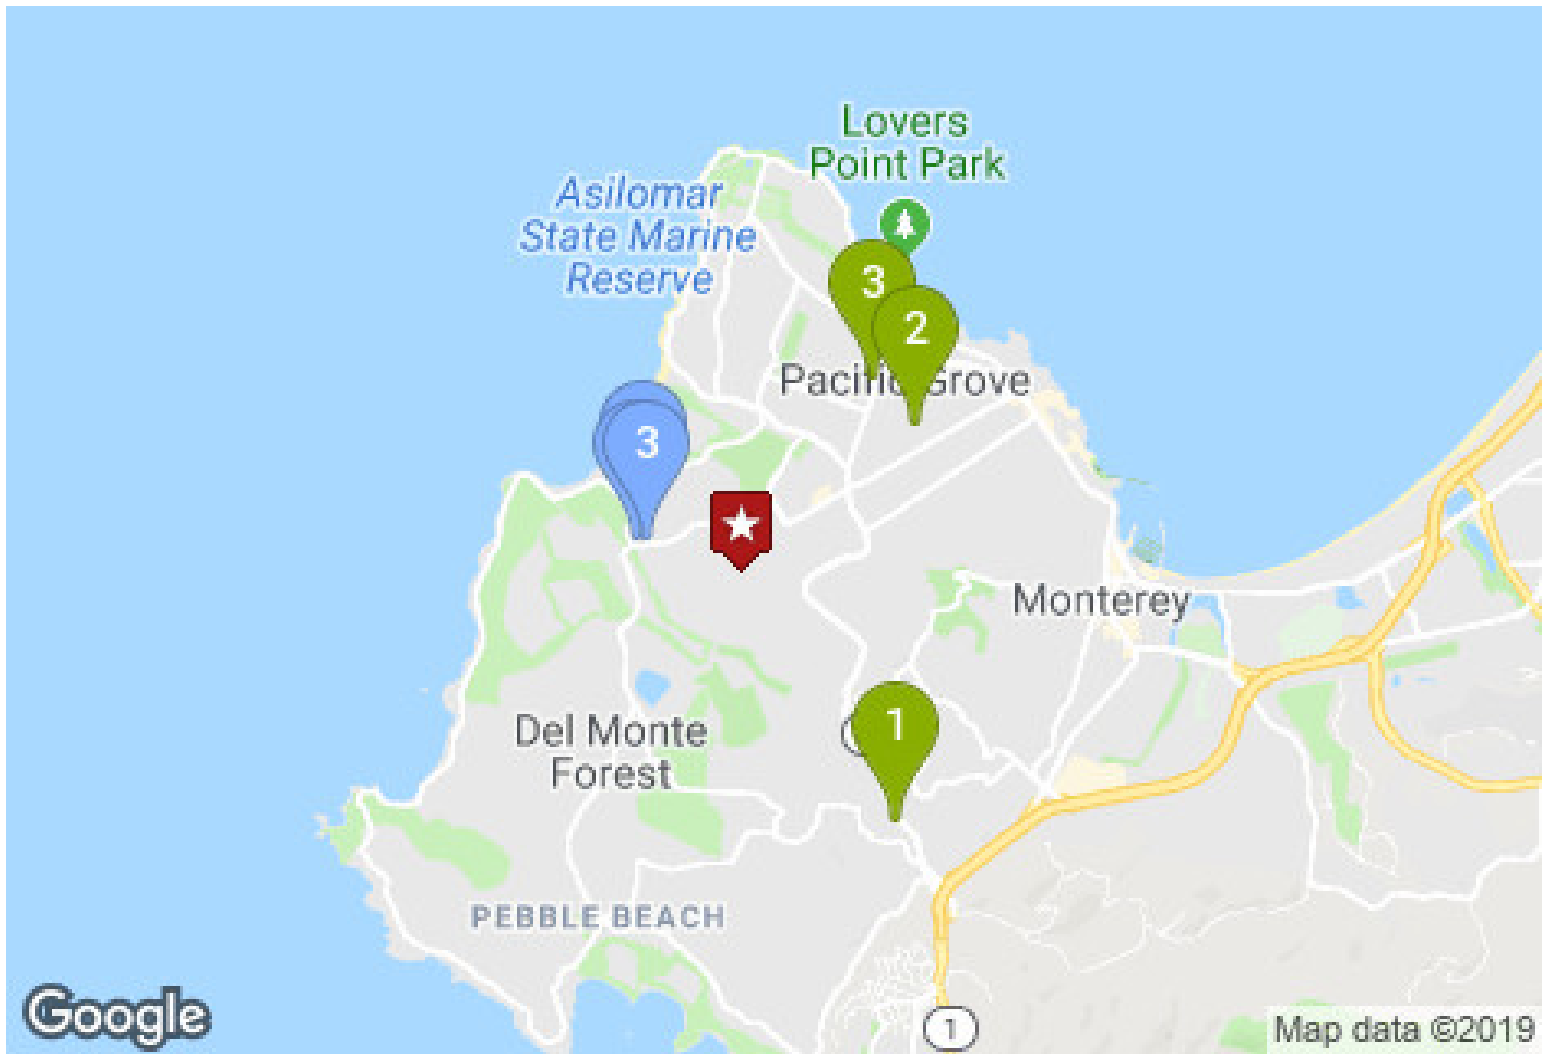 Lovers
Point Park
Asilomar
State Marine
Reserve
3
2
Pacific Grove
3
Monterey
1
Del Monte
Forest
PEBBLE BEACH
Google
1
Map data ©2019